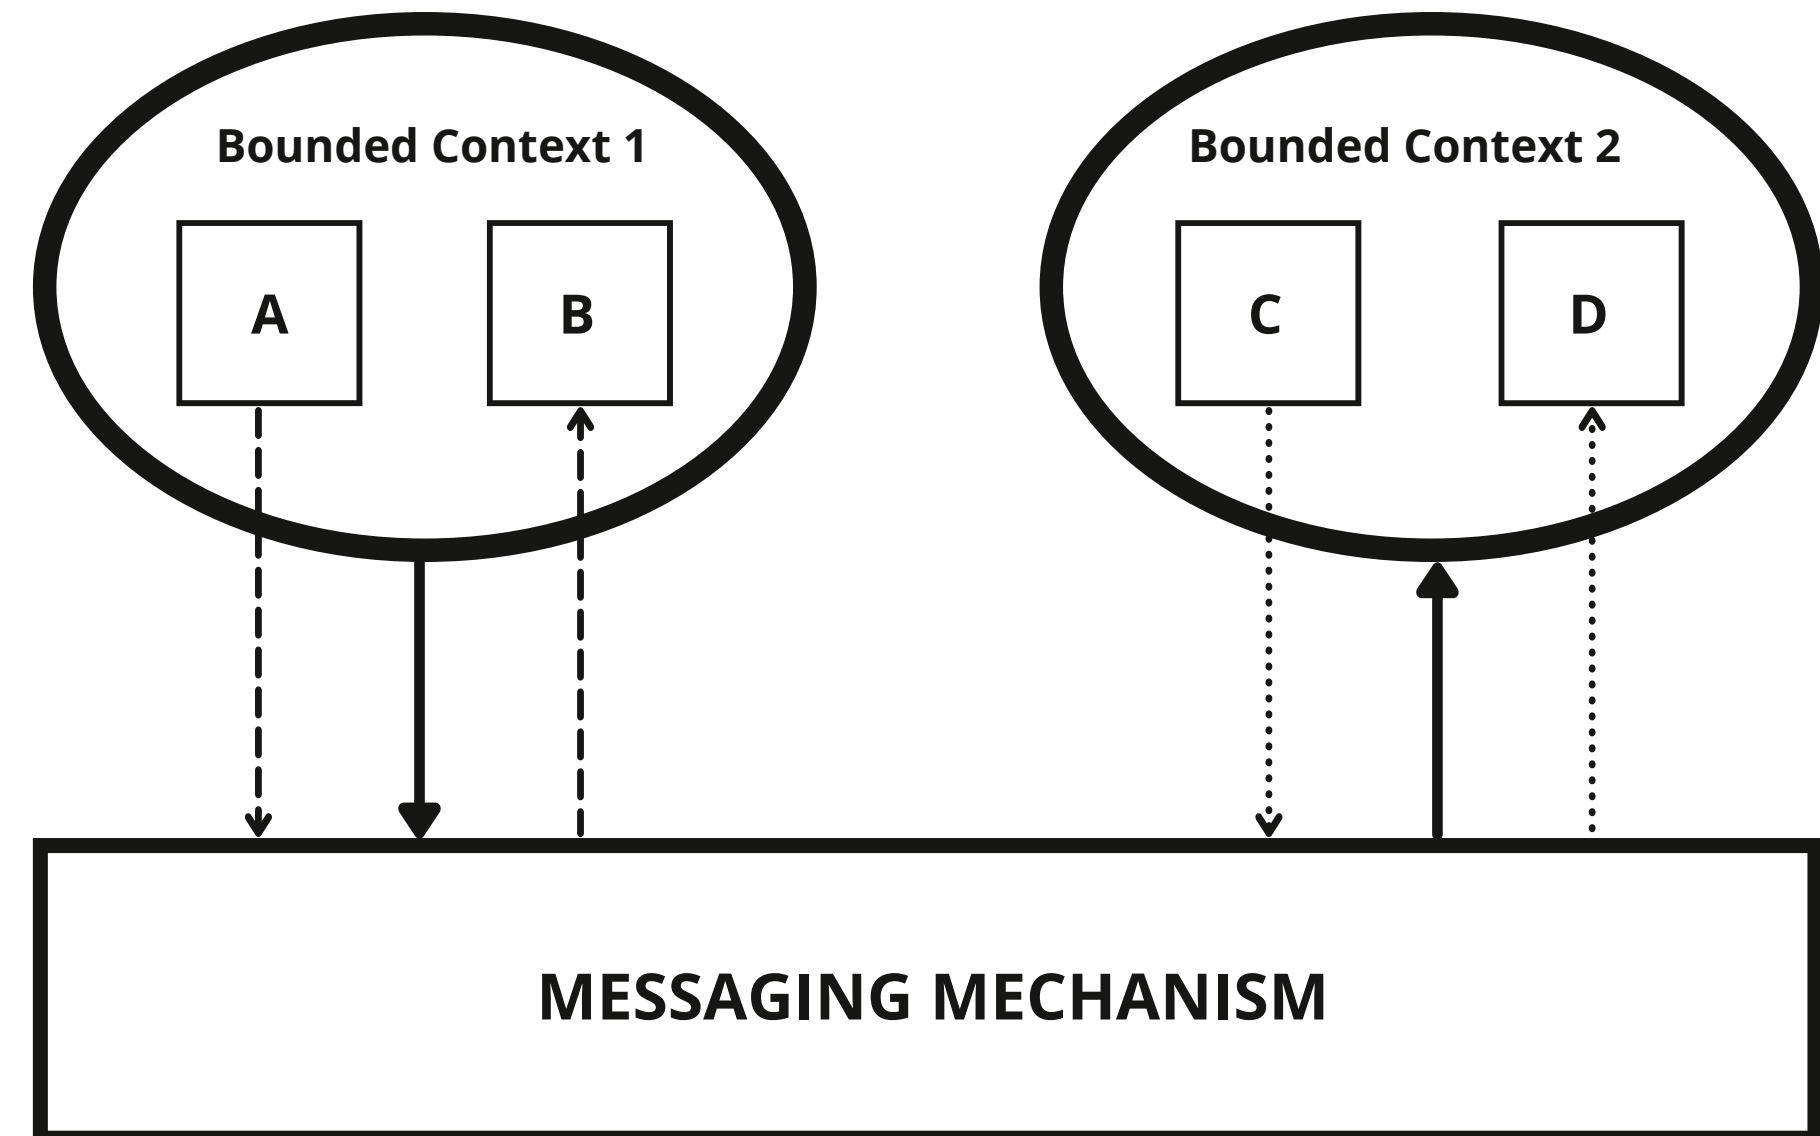 Bounded Context 1
Bounded Context 2
A
B
C
D
MESSAGING MECHANISM